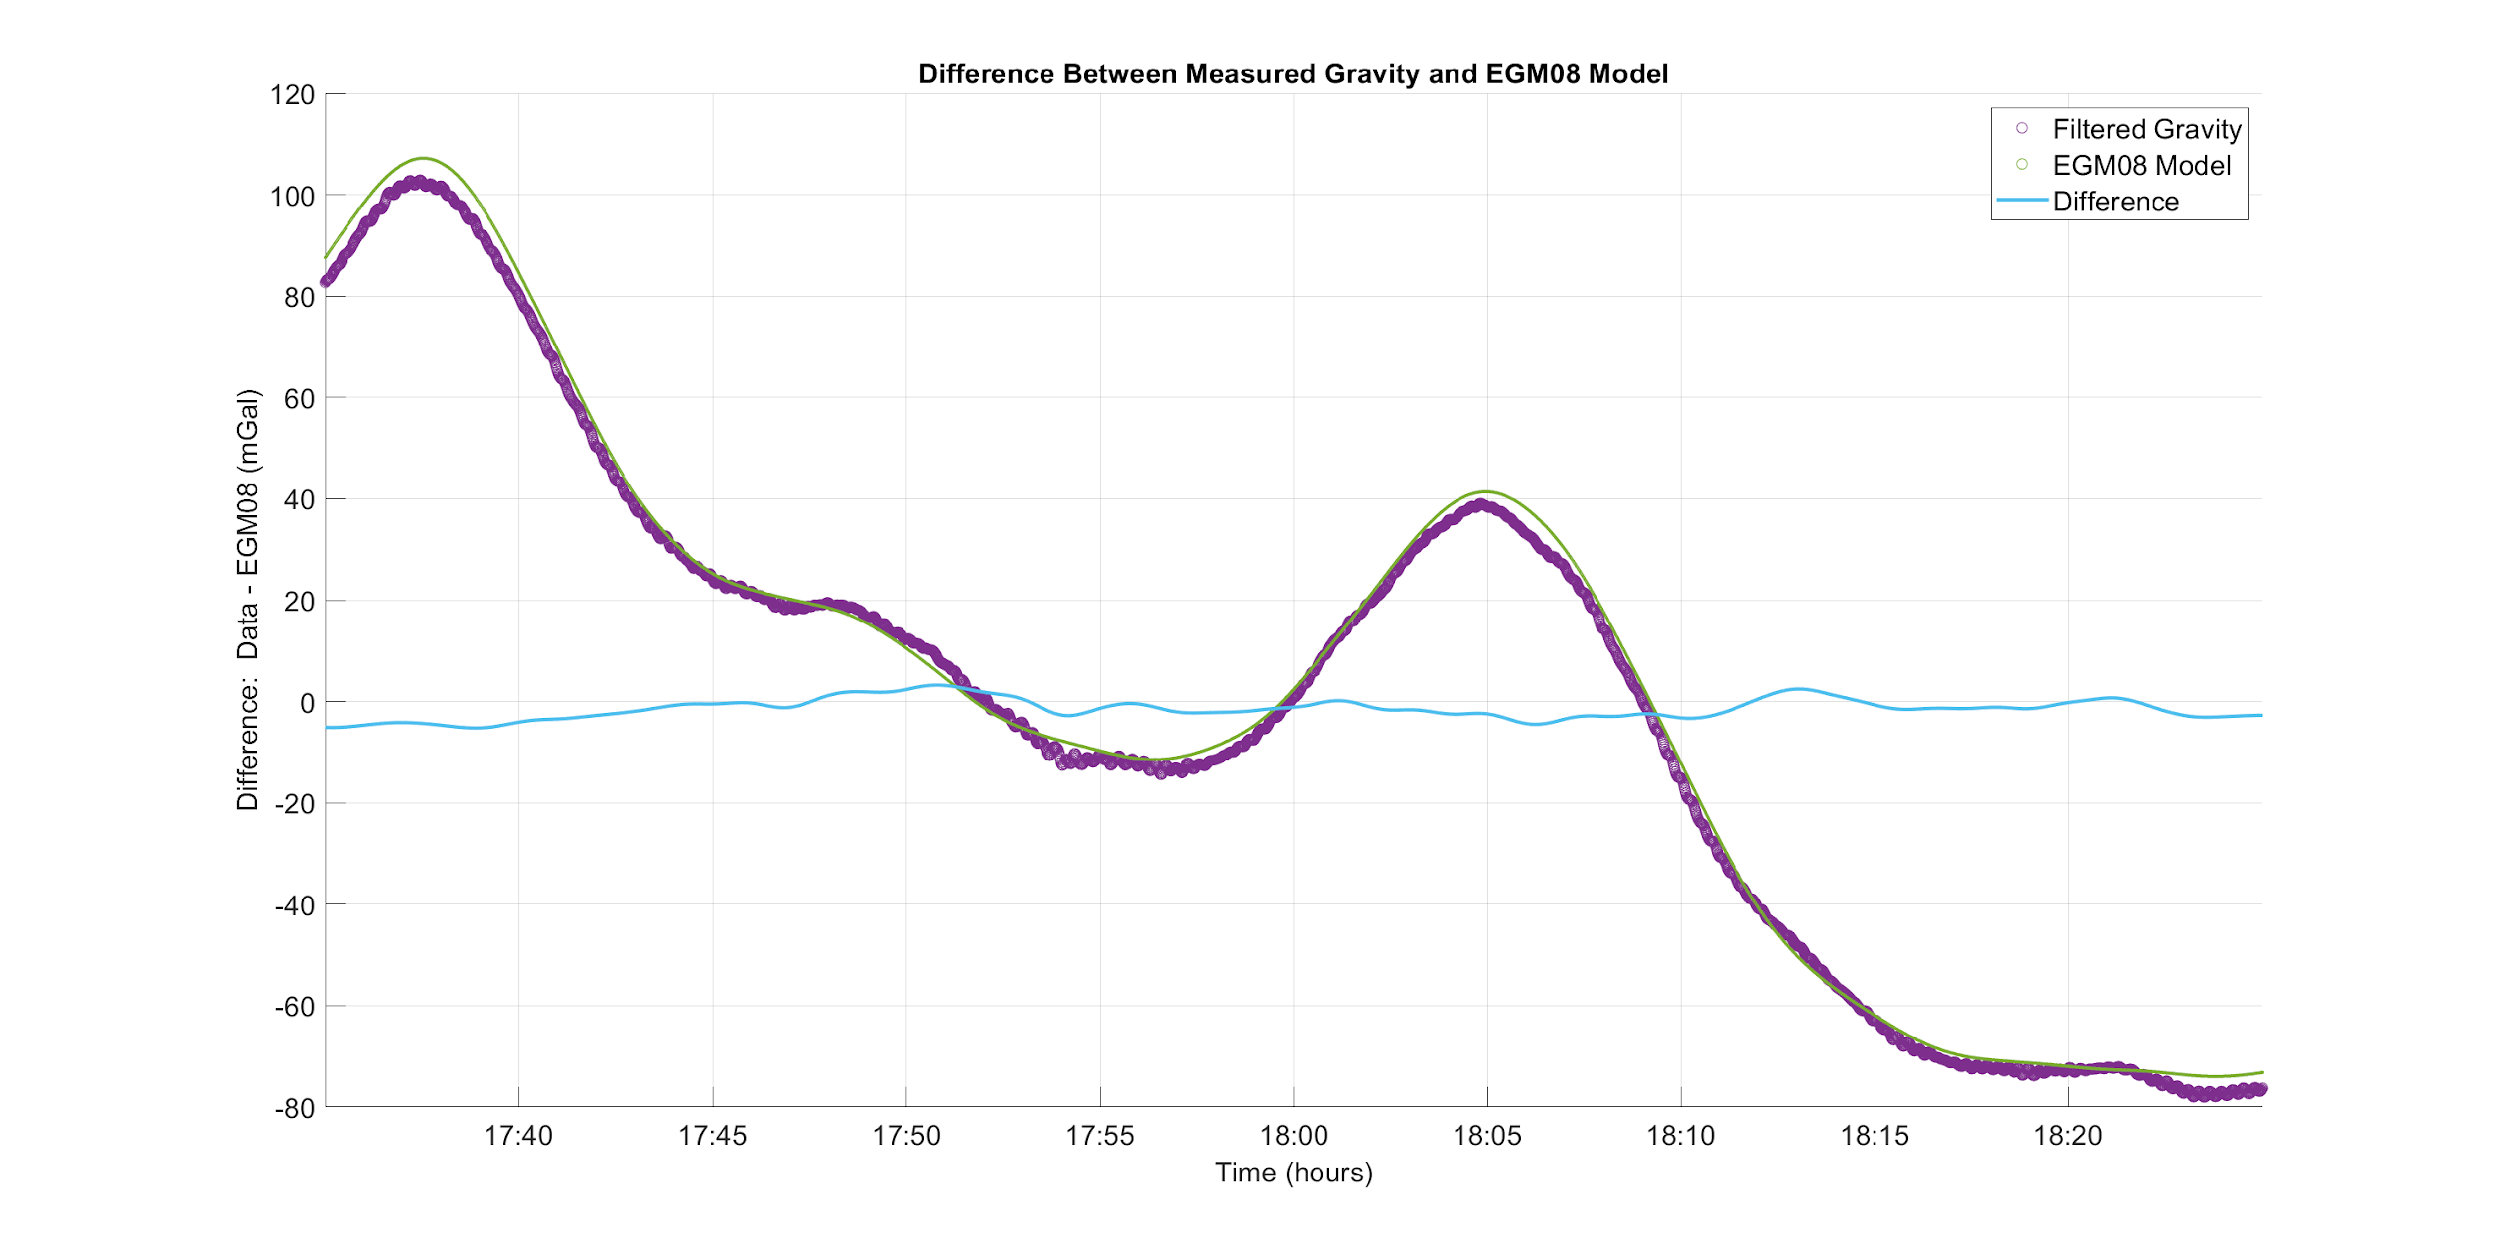 Difference Between Measured Gravity and EGM08 Model
Filtered Gravity
EGM08 Model
Difference
Difference:  Data - EGM08 (mGal)
120
100
80
60
40
20
0
-20
-40
-60
-80
17:40 17:45 17:50 17:55 18:00 18:05 18:10 18:15 18:20
Time (hours)